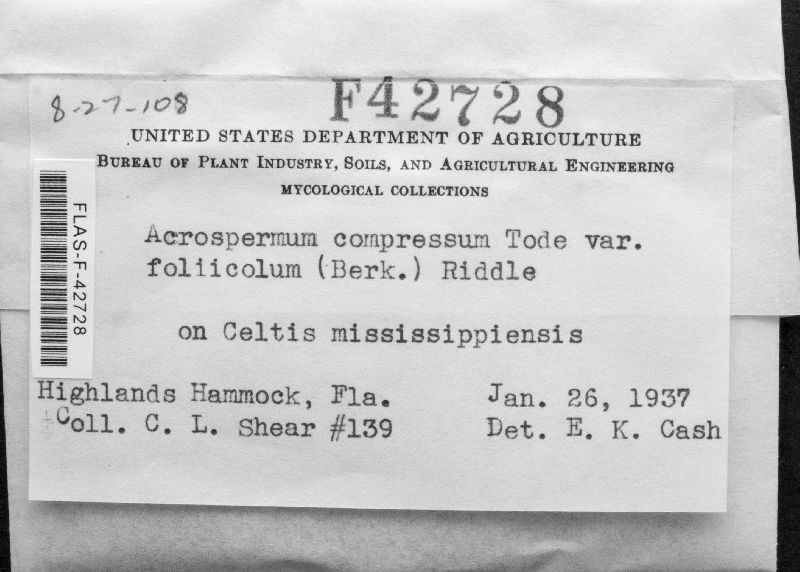 8-27-108
F42728
UNITED STATES DEPARTMENT OF AGRICULTURE
BUREAU OF PLANT INDUSTRY, SOILS, AND AGRICULTURAL ENGINEERING
MYCOLOGICAL COLLECTIONS
FLAS-F-42728
Acrospermum compressum Tode var.
foliicolum (Berk.) Riddle
on Celtis mississippiensis
Highlands Hammock, Fla. Jan. 26, 1937
Coll. C. L. Shear #139 Det. E. K. Cash